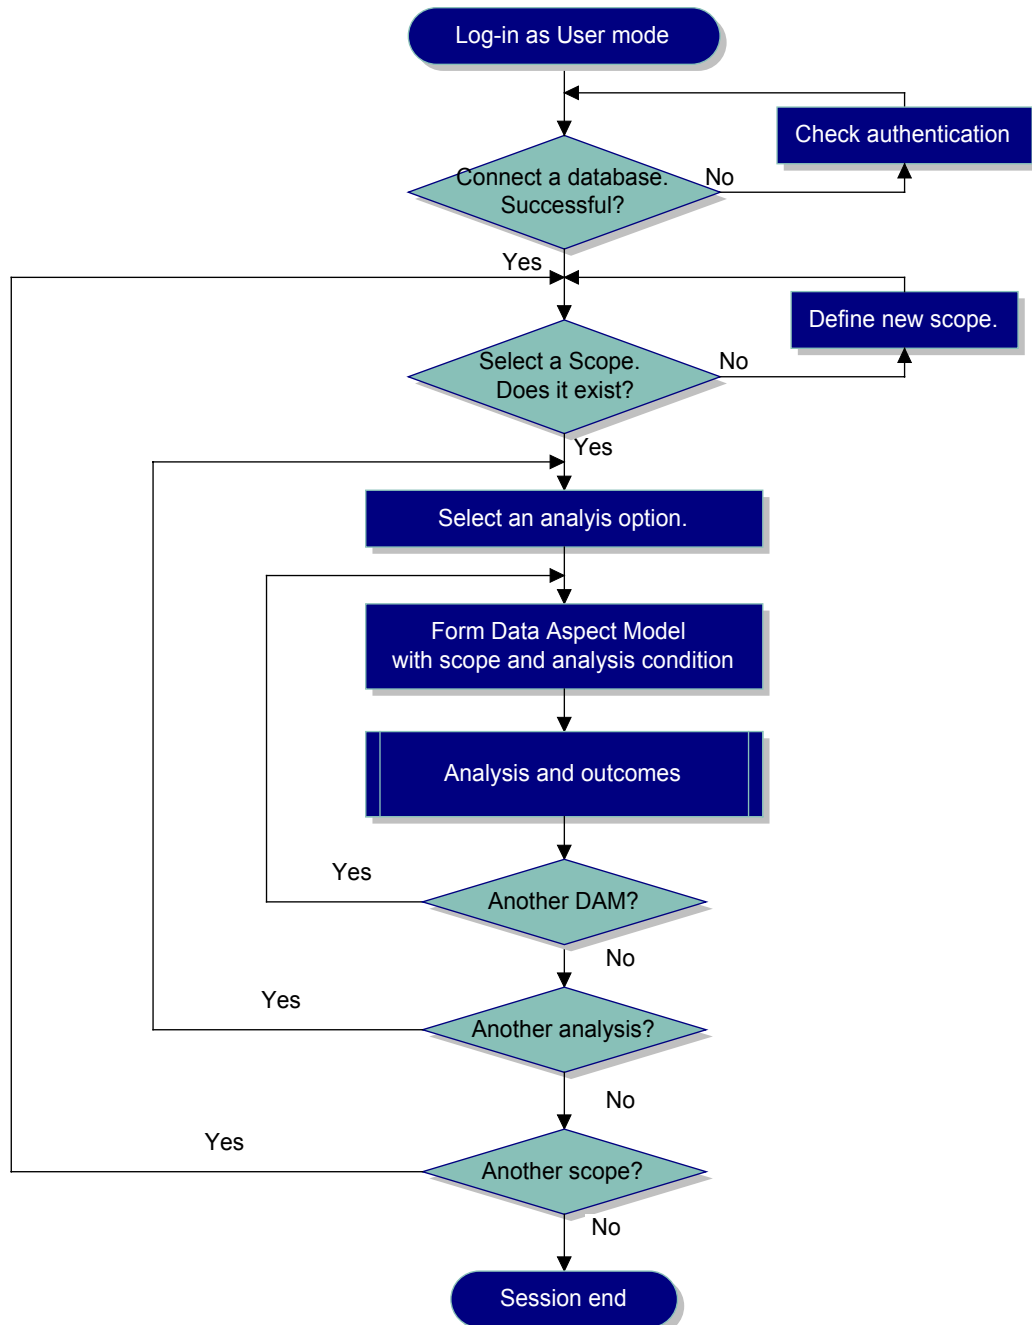 Log-in as User mode
Check authentication
Connect a database.
Successful?
No
Yes
Define new scope.
Select a Scope.
Does it exist?
No
Yes
Select an analyis option.
Form Data Aspect Model
with scope and analysis condition
Analysis and outcomes
Yes
Another DAM?
No
Yes
Another analysis?
No
Yes
Another scope?
No
Session end